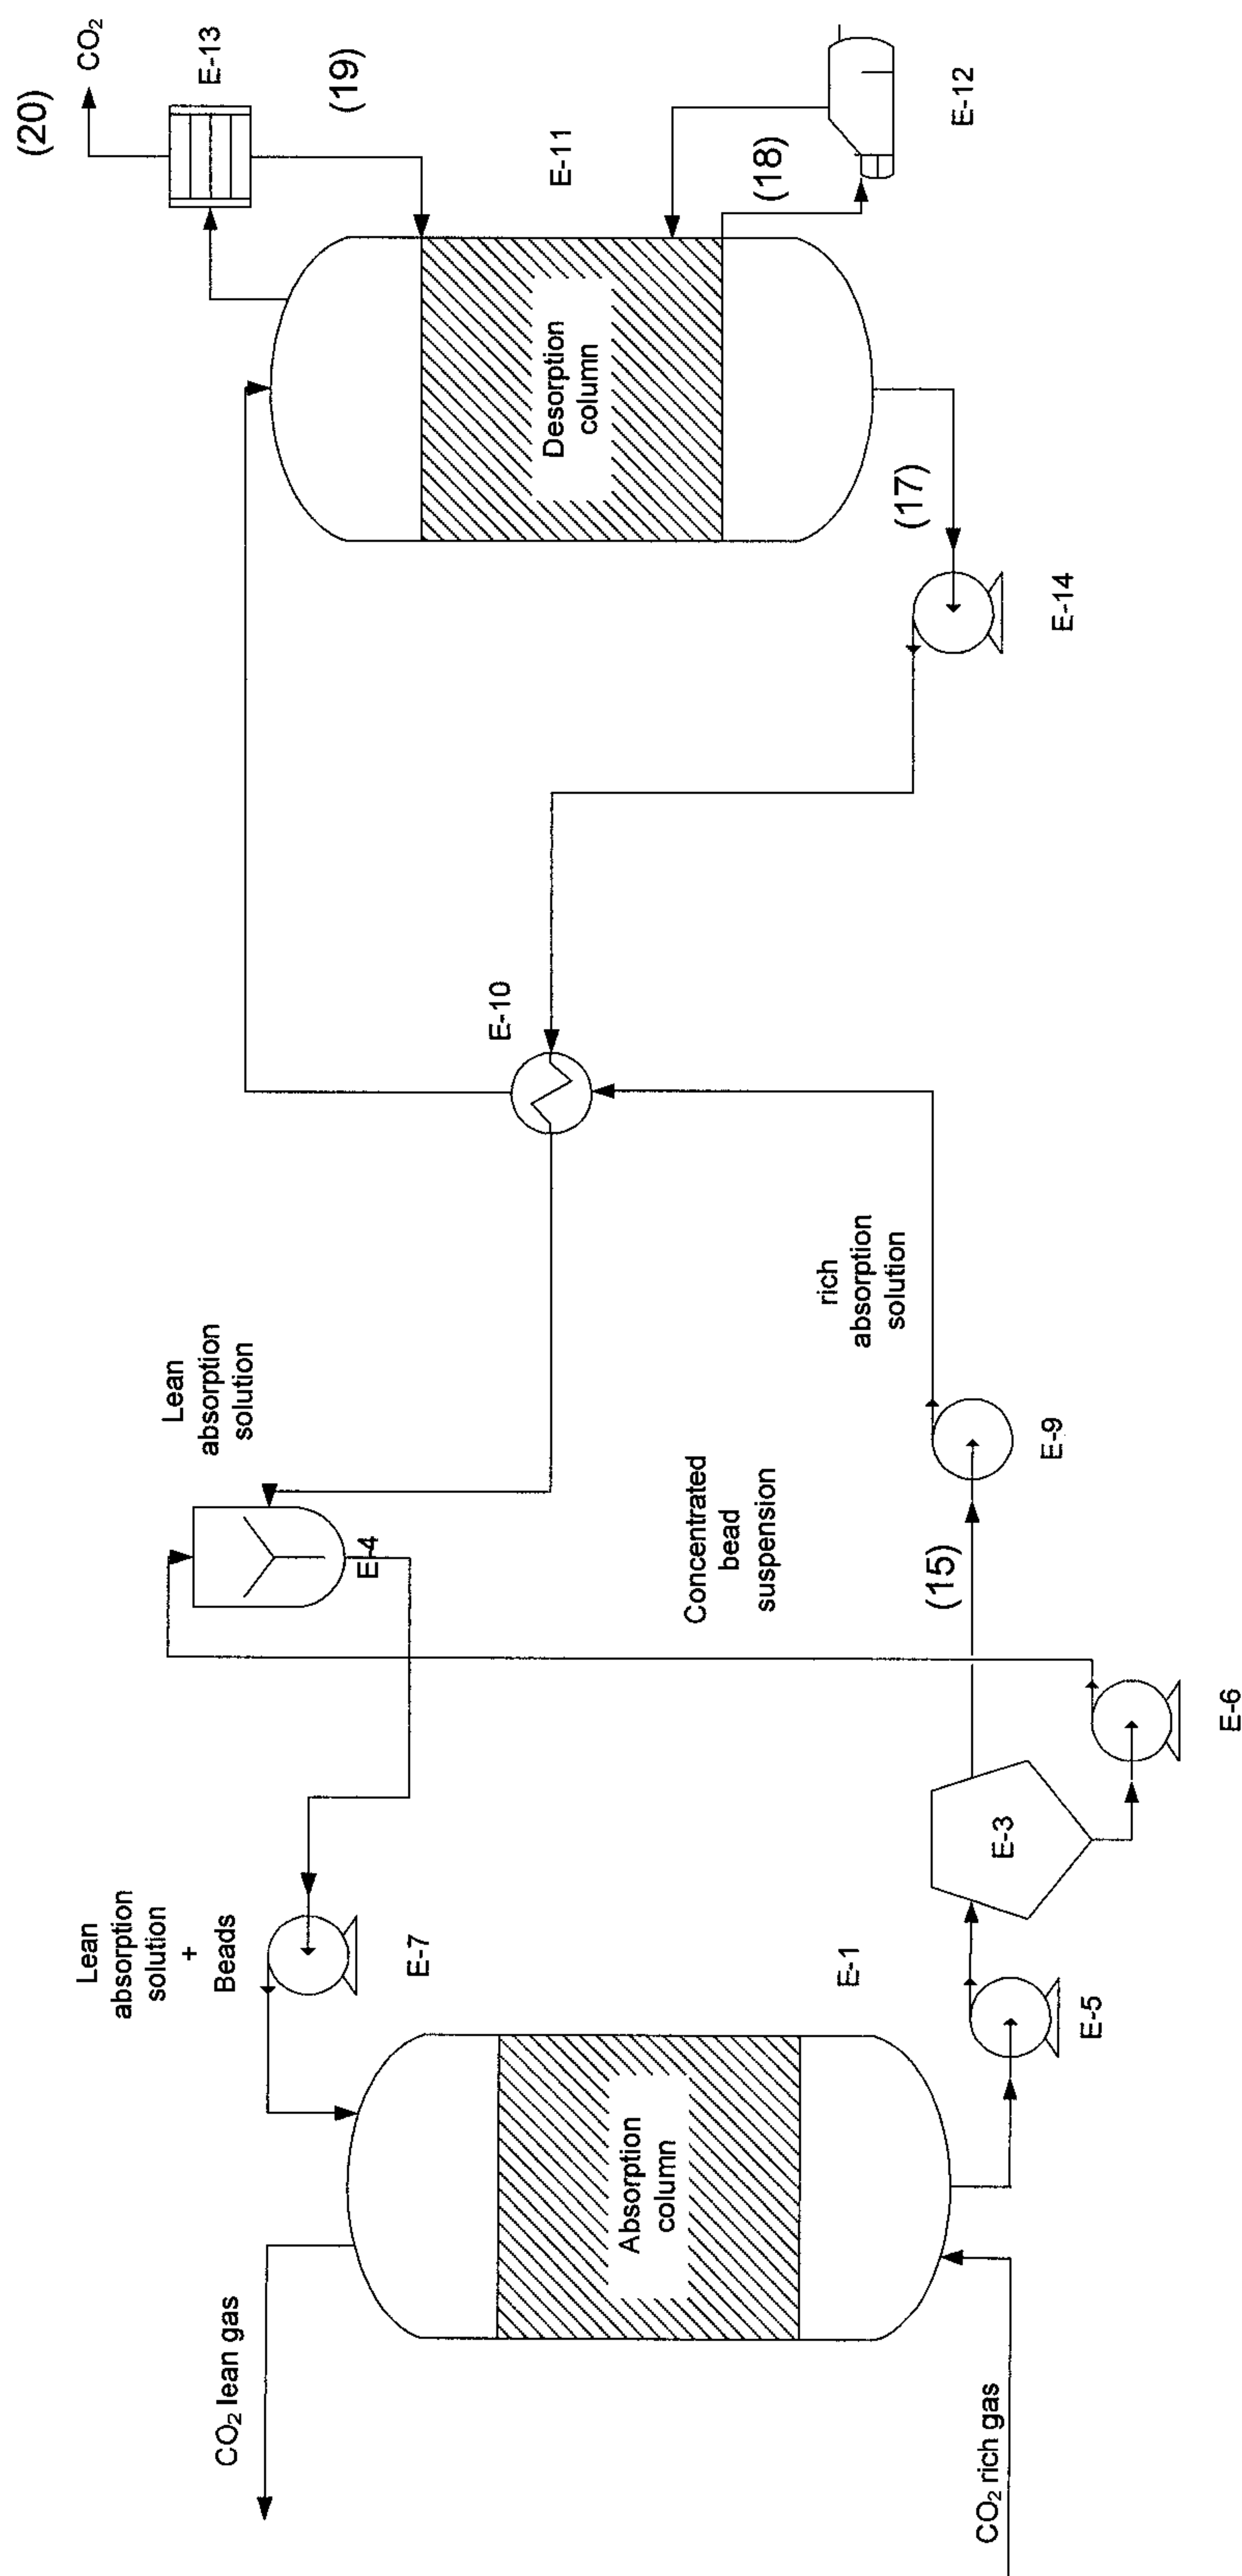 CO₂ lean gas
CO₂ rich gas
Absorption
column
E-1
Lean
absorption
solution
+
Beads
E-7
E-5
E-3
E-6
E-4
Lean
absorption
solution
Concentrated
bead
suspension
(15)
E-9
rich
absorption
solution
E-10
E-14
(17)
Desorption
column
E-11
(18)
E-12
(19)
E-13
(20)
CO₂